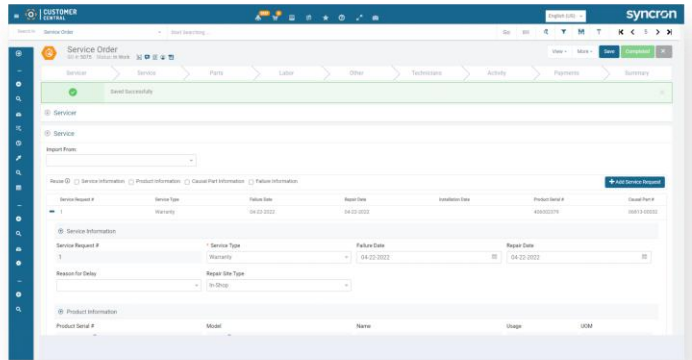 CUSTOMER CENTRAL
English (US)
syncron
Search In Service Order Start Searching ...
Go
5
Service Order
SO #: 5075 Status: In Work
View More Save Completed
Servicer Service Parts Labor Other Technicians Activity Payments Summary
Saved Successfully
Servicer
Service
Import From:
Reuse Service Information Product Information Causal Part Information Failure Information
+ Add Service Request
Service Request # Service Type Failure Date Repair Date Installation Date Product Serial # Causal Part #
1 Warranty 04-22-2022 04-22-2022
Service Information
Service Request # * Service Type Failure Date Repair Date
1 Warranty 04-22-2022 04-22-2022
Reason for Delay Repair Site Type
In-Shop
Product Information
Product Serial # Model Name Usage UOM